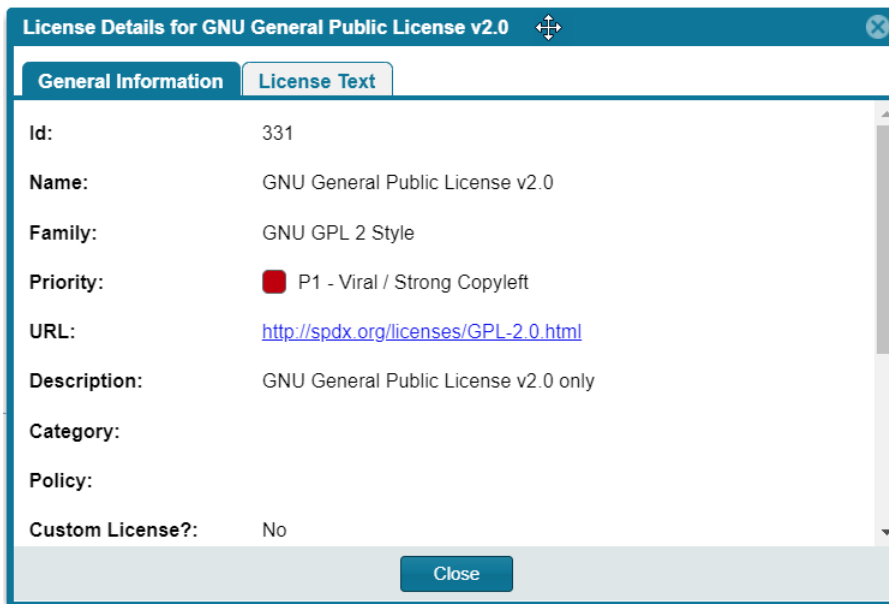 License Details for GNU General Public License v2.0
General Information License Text
Id: 331
Name: GNU General Public License v2.0
Family: GNU GPL 2 Style
Priority: P1 - Viral / Strong Copyleft
URL: http://spdx.org/licenses/GPL-2.0.html
Description: GNU General Public License v2.0 only
Category:
Policy:
Custom License?: No
Close